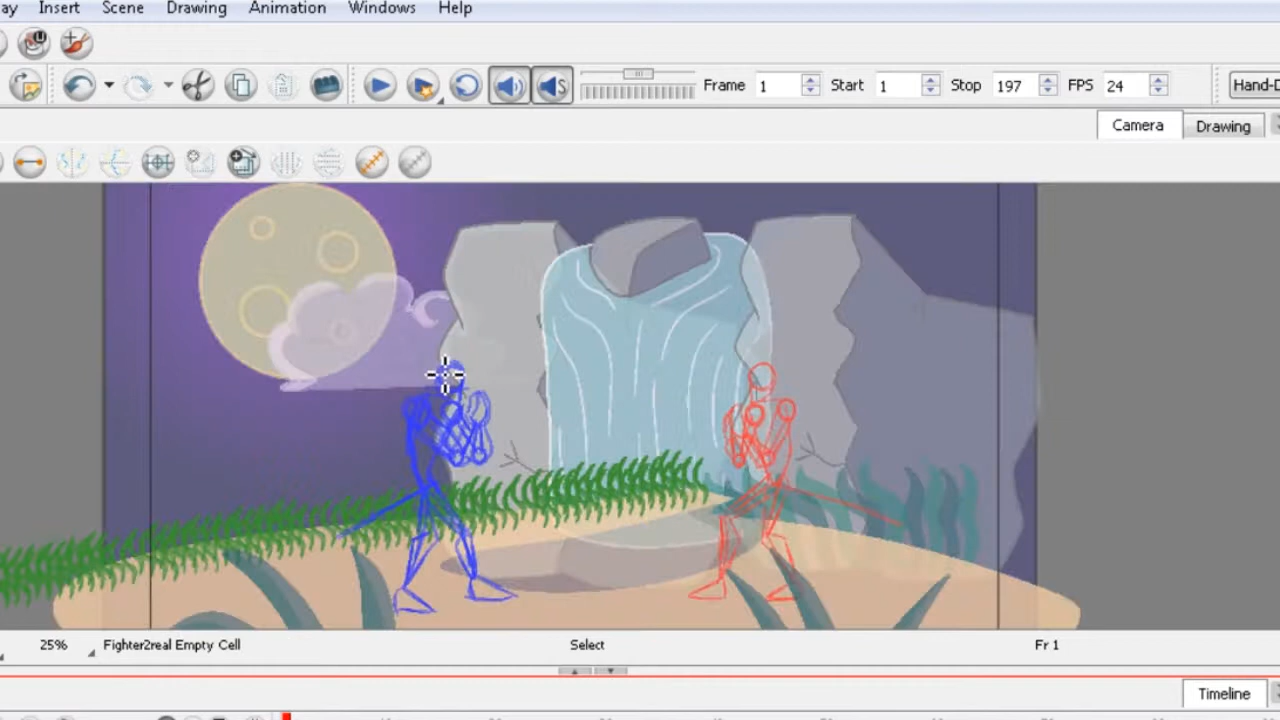 ay Insert Scene Drawing Animation Windows Help
Frame 1 Start 1 Stop 197 FPS 24 Hand-D
Camera Drawing
25% Fighter2real Empty Cell Select Fr 1
Timeline